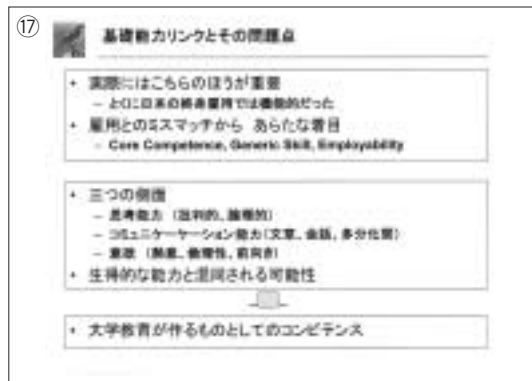 ⑰
基礎能力リンクとその問題点
・ 実際にはこちらのほうが重要
– とくに日本の終身雇用では機能的だった
・ 雇用とのミスマッチから あらたな着目
– Core Competence, Generic Skill, Employability
・ 三つの側面
– 思考能力 (批判的、論理的)
– コミュニケーケーション能力(文章、会話、多分化間)
– 意欲 (熱意、倫理性、前向き)
・ 生得的な能力と混同される可能性
・ 大学教育が作るものとしてのコンピテンス